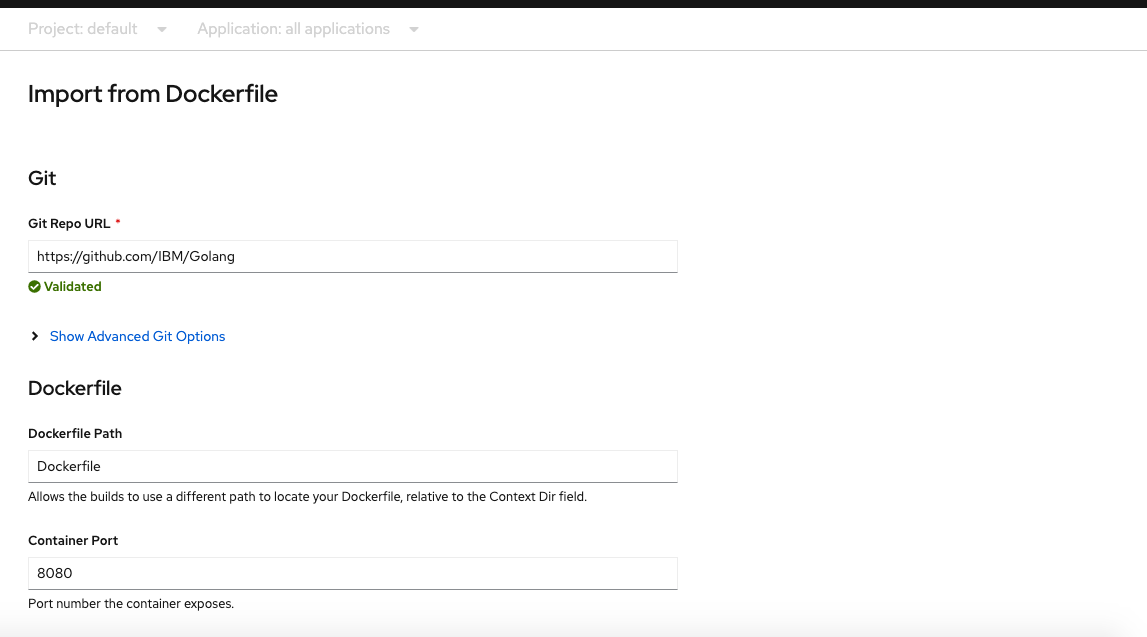 Project: default Application: all applications
Import from Dockerfile
Git
Git Repo URL *
https://github.com/IBM/Golang
Validated
Show Advanced Git Options
Dockerfile
Dockerfile Path
Dockerfile
Allows the builds to use a different path to locate your Dockerfile, relative to the Context Dir field.
Container Port
8080
Port number the container exposes.